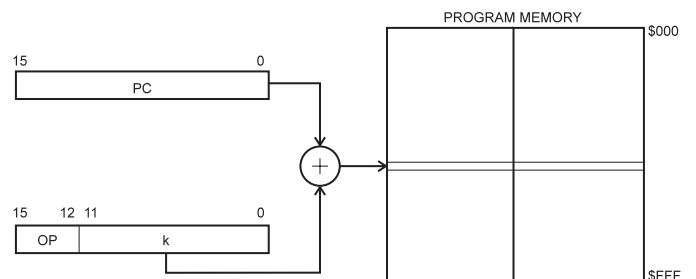 PROGRAM MEMORY
$000
15 0
PC
15 12 11 0
OP k
+
$FFF